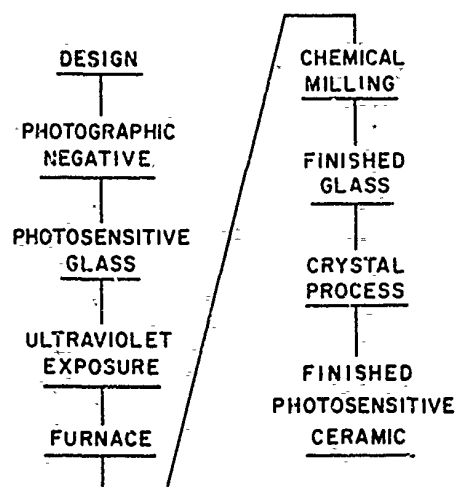 DESIGN
PHOTOGRAPHIC
NEGATIVE
PHOTOSENSITIVE
GLASS
ULTRAVIOLET
EXPOSURE
FURNACE
CHEMICAL
MILLING
FINISHED
GLASS
CRYSTAL
PROCESS
FINISHED
PHOTOSENSITIVE
CERAMIC